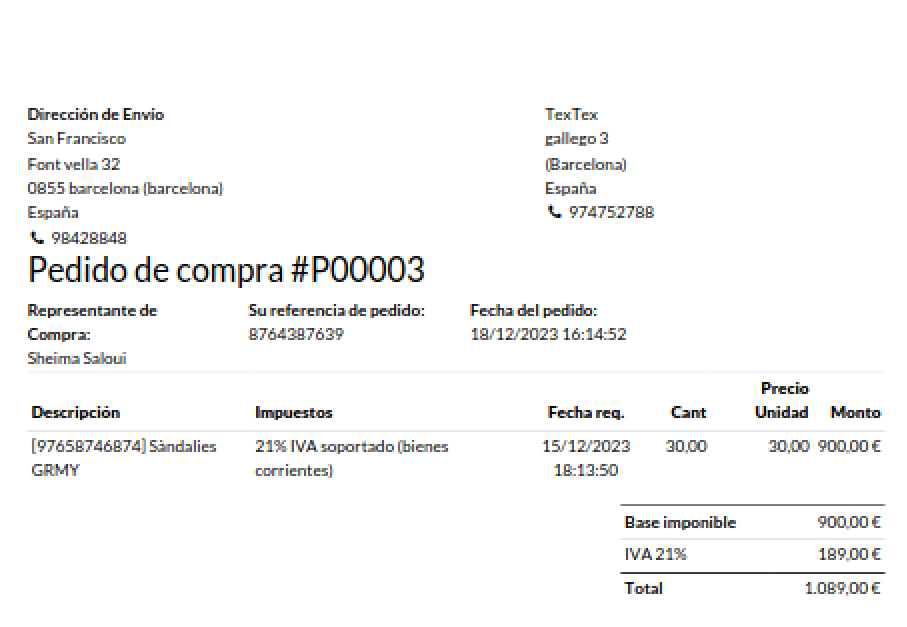 Dirección de Envío
San Francisco
Font vella 32
0855 barcelona (barcelona)
España
98428848
TexTex
gallego 3
(Barcelona)
España
974752788
Pedido de compra #P00003
Representante de
Compra:
Sheima Saloui
Su referencia de pedido:
8764387639
Fecha del pedido:
18/12/2023 16:14:52
Descripción Impuestos Fecha req. Cant Precio Unidad Monto
[97658746874] Sàndalies 21% IVA soportado (bienes 15/12/2023 30,00 30,00 900,00 €
GRMY corrientes) 18:13:50
Base imponible 900,00 €
IVA 21% 189,00 €
Total 1.089,00 €